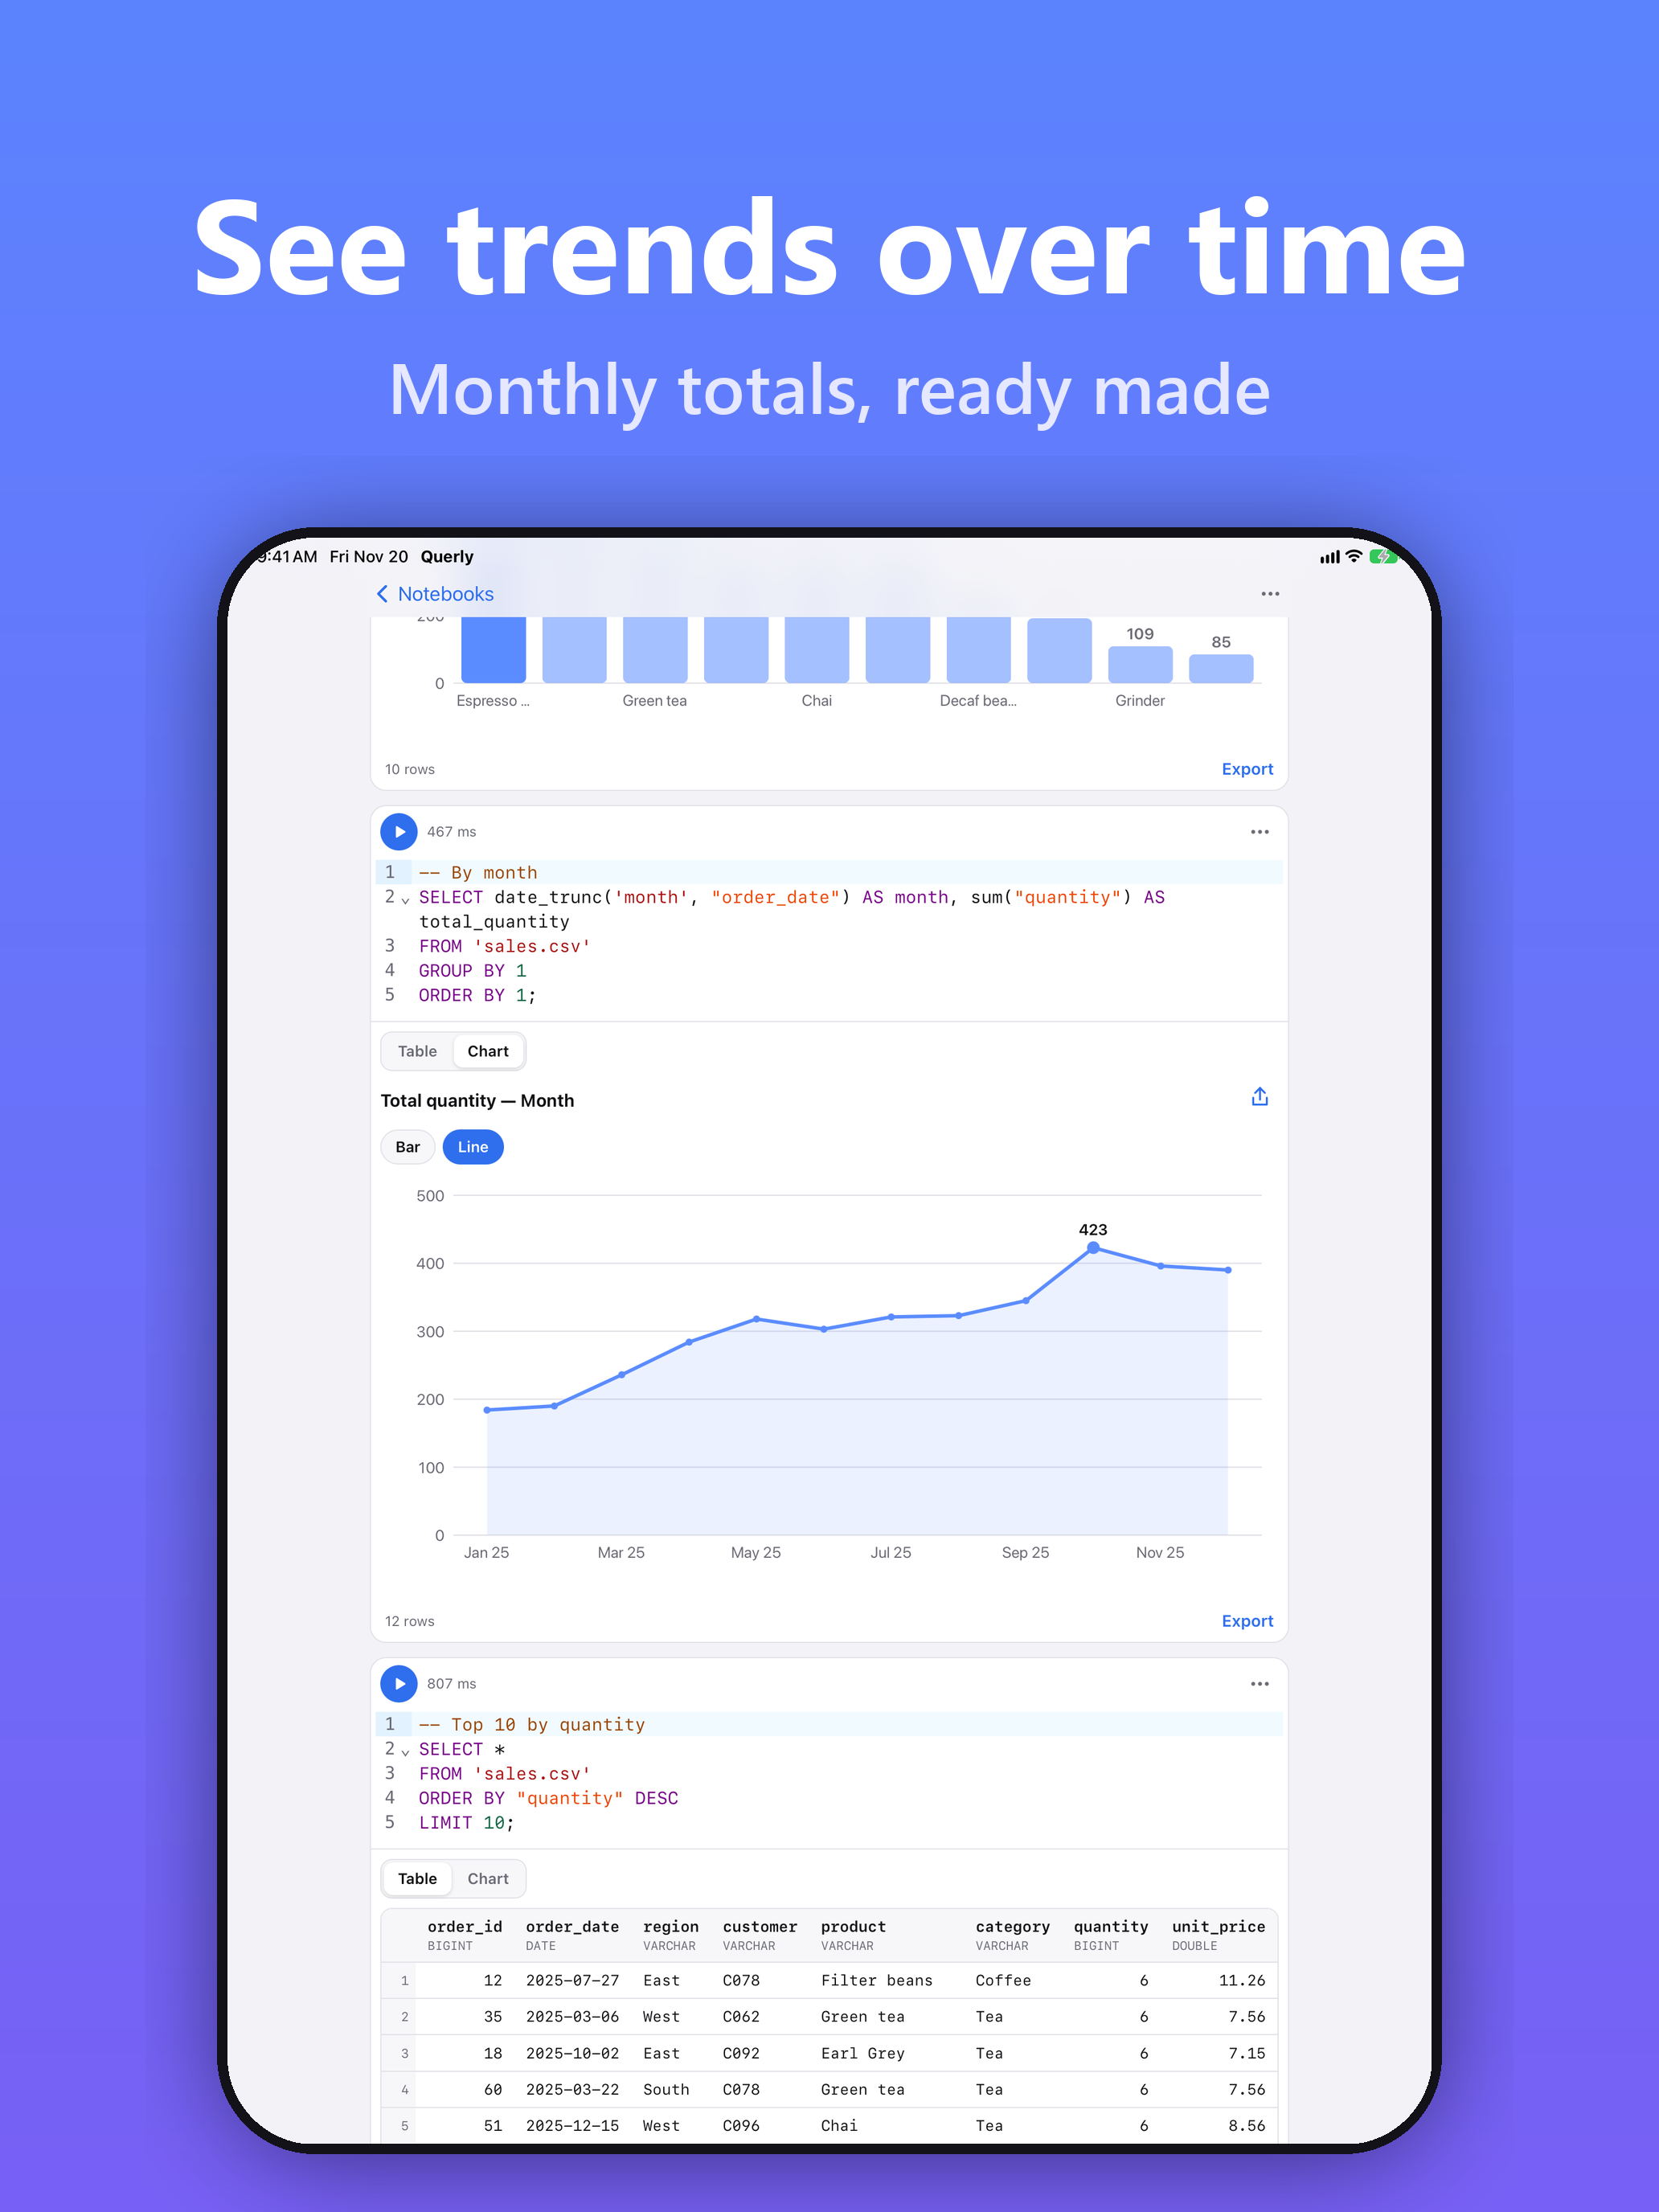 See trends over time
Monthly totals, ready made
9:41 AM Fri Nov 20 Querly
Notebooks
200
109
85
0
Espresso ... Green tea Chai Decaf bea... Grinder
10 rows Export
467 ms
1 -- By month
2 SELECT date_trunc('month', "order_date") AS month, sum("quantity") AS
total_quantity
3 FROM 'sales.csv'
4 GROUP BY 1
5 ORDER BY 1;
Table Chart
Total quantity — Month
Bar Line
500
423
400
300
200
100
0
Jan 25 Mar 25 May 25 Jul 25 Sep 25 Nov 25
12 rows Export
807 ms
1 -- Top 10 by quantity
2 SELECT *
3 FROM 'sales.csv'
4 ORDER BY "quantity" DESC
5 LIMIT 10;
Table Chart
order_id order_date region customer product category quantity unit_price
BIGINT DATE VARCHAR VARCHAR VARCHAR VARCHAR BIGINT DOUBLE
1 12 2025-07-27 East C078 Filter beans Coffee 6 11.26
2 35 2025-03-06 West C062 Green tea Tea 6 7.56
3 18 2025-10-02 East C092 Earl Grey Tea 6 7.15
4 60 2025-03-22 South C078 Green tea Tea 6 7.56
5 51 2025-12-15 West C096 Chai Tea 6 8.56